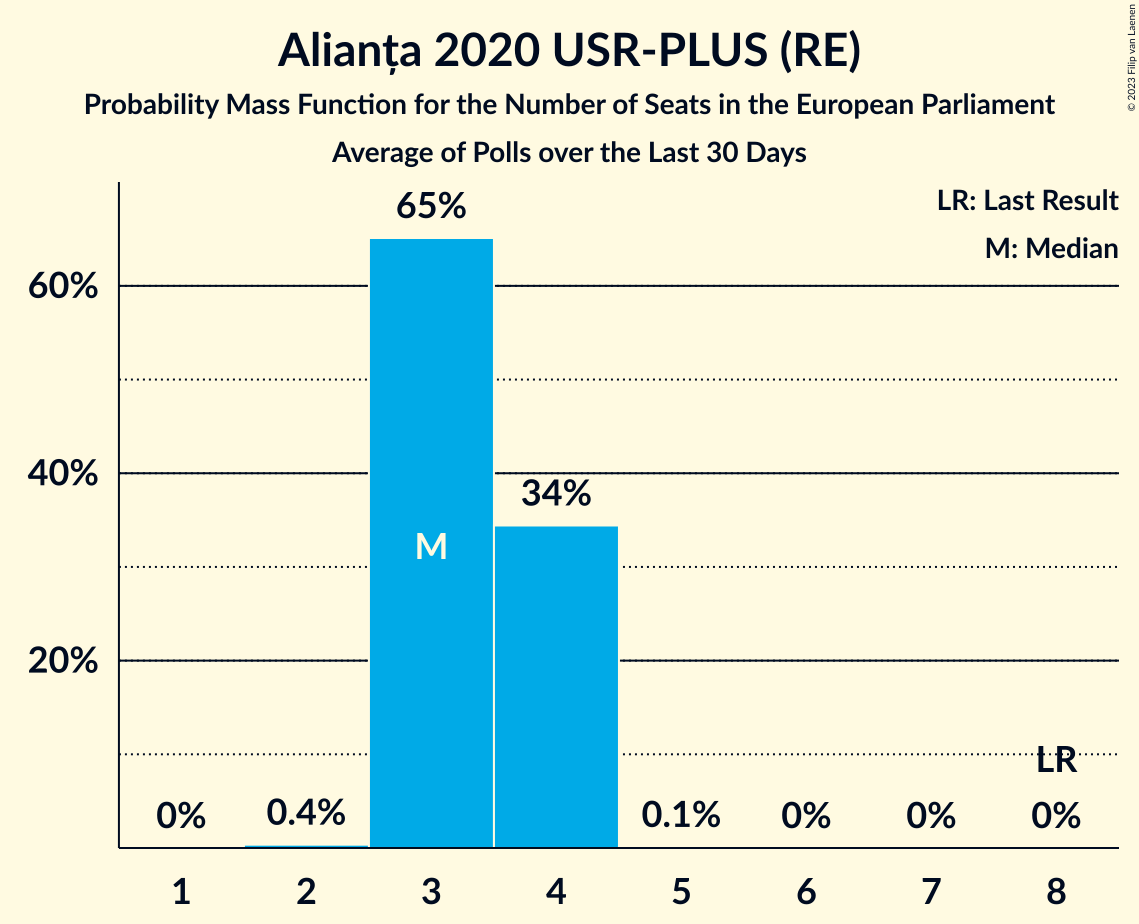 Alianța 2020 USR-PLUS (RE)
Probability Mass Function for the Number of Seats in the European Parliament
Average of Polls over the Last 30 Days
© 2023 Filip van Laenen
LR: Last Result
M: Median
65%
60%
40%
34%
M
20%
LR
0% 0.4% 0.1% 0% 0% 0%
1 2 3 4 5 6 7 8